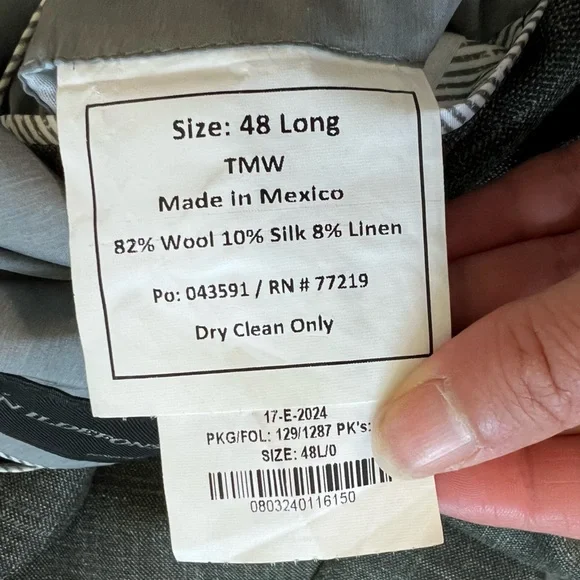 Size: 48 Long
TMW
Made in Mexico
82% Wool 10% Silk 8% Linen
Po: 043591 / RN # 77219
Dry Clean Only
17-E-2024
PKG/FOL: 129/1287 PK's:
SIZE: 48L/0
0803240116150